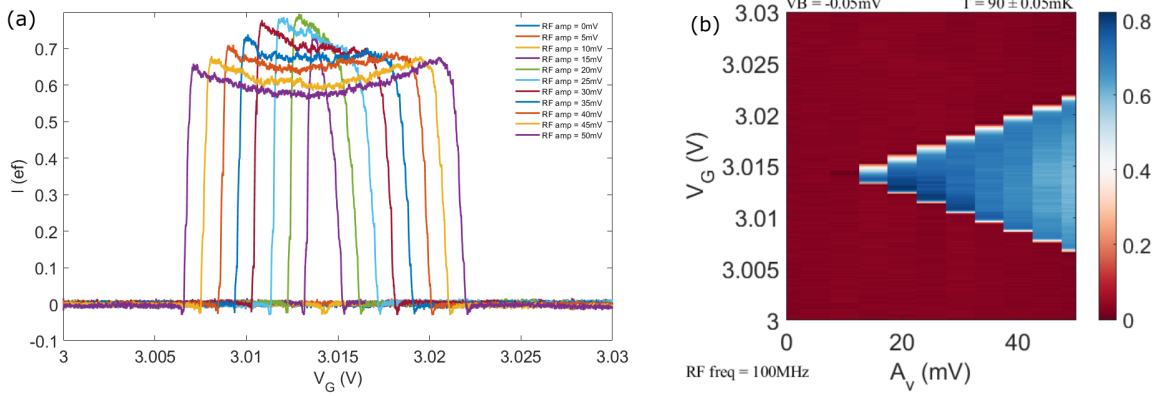 (a)
RF amp = 0mV
RF amp = 5mV
RF amp = 10mV
RF amp = 15mV
RF amp = 20mV
RF amp = 25mV
RF amp = 30mV
RF amp = 35mV
RF amp = 40mV
RF amp = 45mV
RF amp = 50mV
I (ef)
0.8
0.7
0.6
0.5
0.4
0.3
0.2
0.1
0
-0.1
3 3.005 3.01 3.015 3.02 3.025 3.03
V_G (V)
(b)
VB = -0.05mV T = 90 ± 0.05mK
V_G (V)
3.03
3.025
3.02
3.015
3.01
3.005
3
0 20 40
A_v (mV)
RF freq = 100MHz
0.8
0.6
0.4
0.2
0